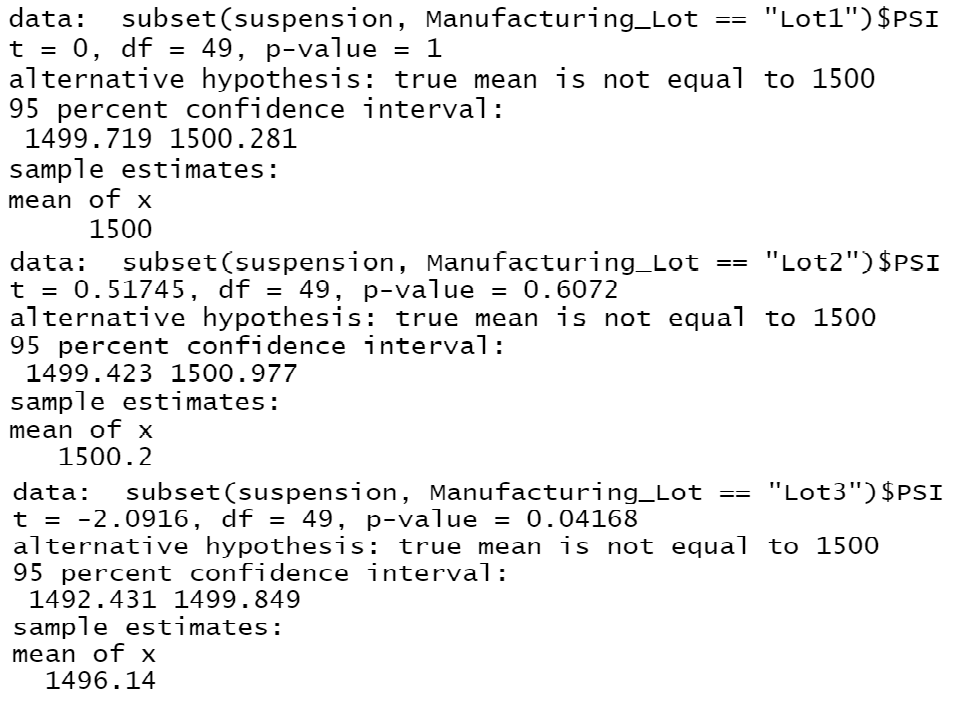 data:  subset(suspension, Manufacturing_Lot == "Lot1")$PSI
t = 0, df = 49, p-value = 1
alternative hypothesis: true mean is not equal to 1500
95 percent confidence interval:
 1499.719 1500.281
sample estimates:
mean of x
     1500
data:  subset(suspension, Manufacturing_Lot == "Lot2")$PSI
t = 0.51745, df = 49, p-value = 0.6072
alternative hypothesis: true mean is not equal to 1500
95 percent confidence interval:
 1499.423 1500.977
sample estimates:
mean of x
   1500.2
data:  subset(suspension, Manufacturing_Lot == "Lot3")$PSI
t = -2.0916, df = 49, p-value = 0.04168
alternative hypothesis: true mean is not equal to 1500
95 percent confidence interval:
 1492.431 1499.849
sample estimates:
mean of x
  1496.14